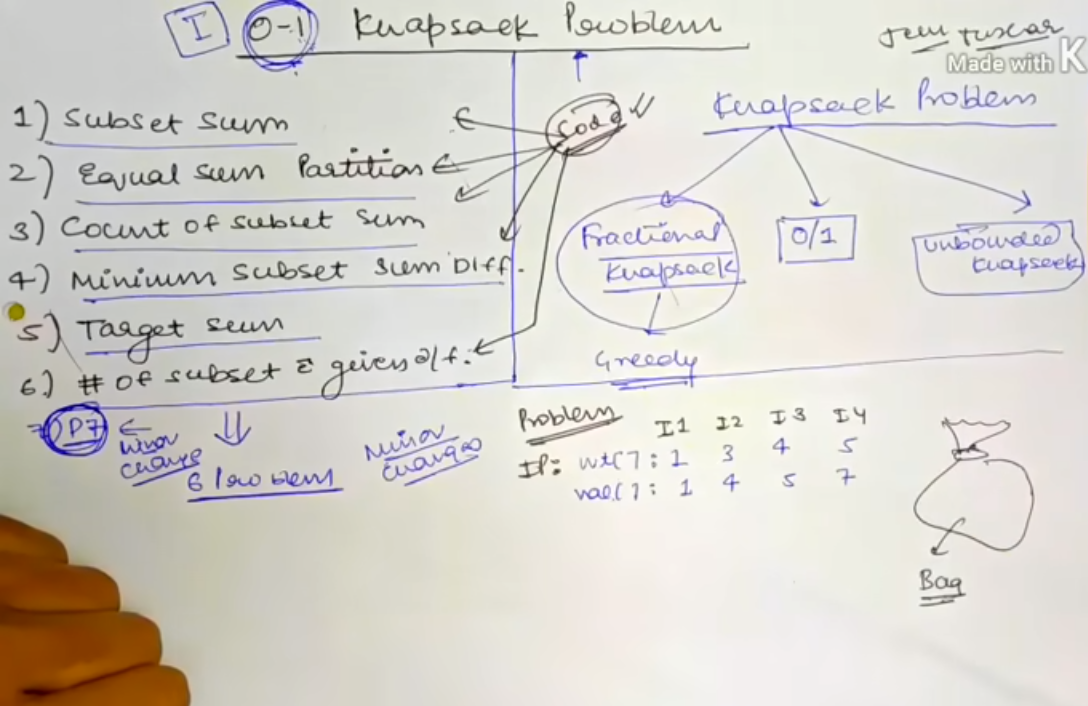 I 0-1 Knapsack Problem
Made with K
1) Subset Sum
2) Equal sum Partition
3) Count of subset sum
4) Minimum subset sum Diff.
5) Target sum
6) # of subset given diff.
P7
minor
change
6 Problems
minor
changes
Code
Knapsack Problem
Fractional
Knapsack
0/1
unbounded
knapsack
Greedy
Problem
I1 I2 I3 I4
IP: wt[]: 1 3 4 5
val[]: 1 4 5 7
Bag